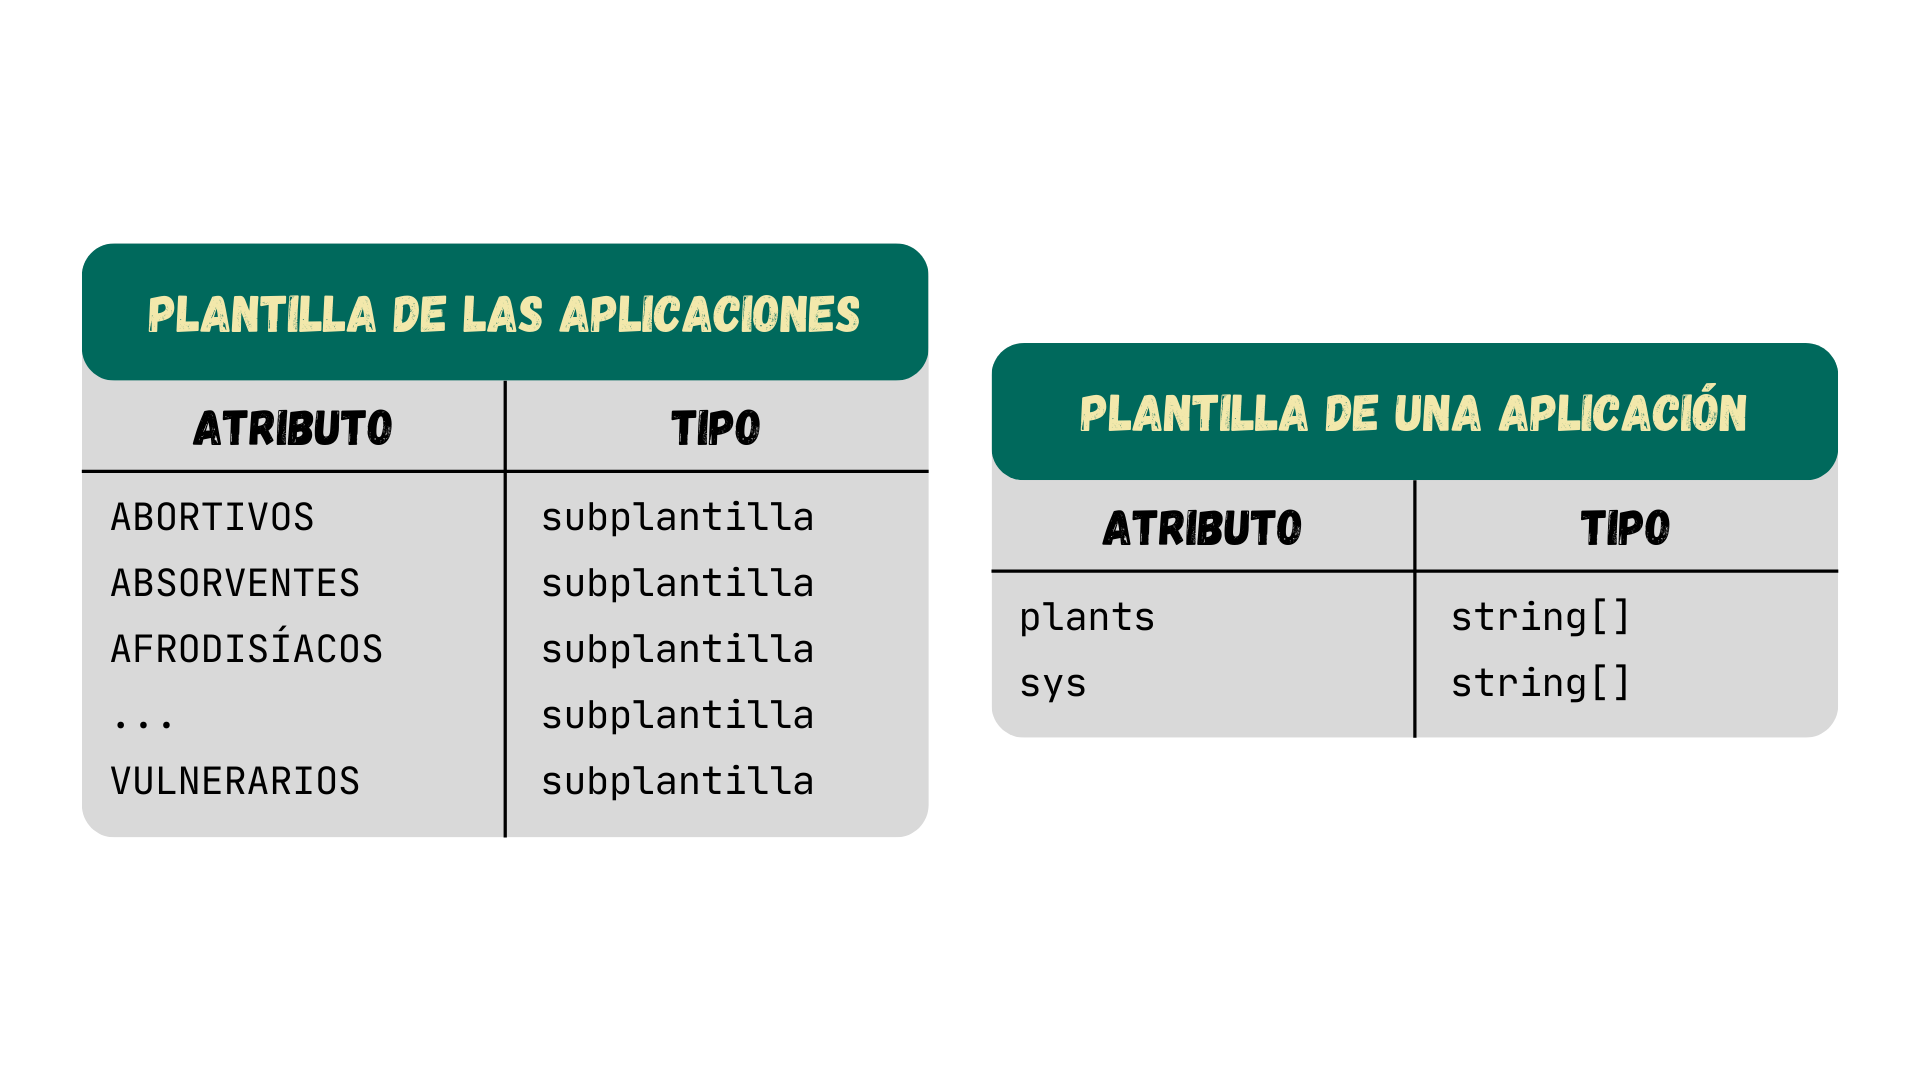 PLANTILLA DE LAS APLICACIONES
ATRIBUTO TIPO
ABORTIVOS subplantilla
ABSORVENTES subplantilla
AFRODISÍACOS subplantilla
... subplantilla
VULNERARIOS subplantilla
PLANTILLA DE UNA APLICACIÓN
ATRIBUTO TIPO
plants string[]
sys string[]